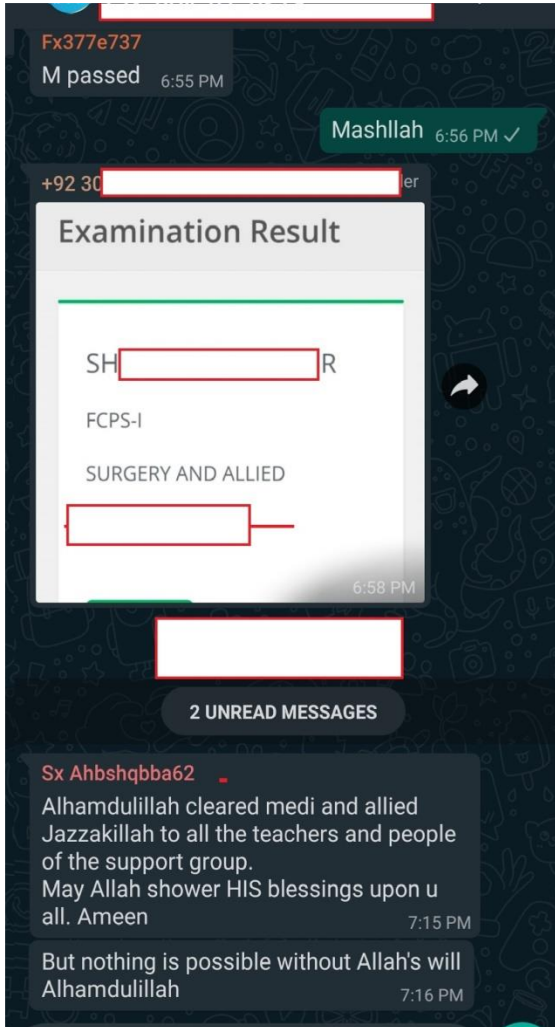 Fx377e737
M passed 6:55 PM
Mashllah 6:56 PM
+92 30
Examination Result
SH R
FCPS-I
SURGERY AND ALLIED
6:58 PM
2 UNREAD MESSAGES
Sx Ahbshqbba62
Alhamdulillah cleared medi and allied
Jazzakillah to all the teachers and people
of the support group.
May Allah shower HIS blessings upon u
all. Ameen 7:15 PM
But nothing is possible without Allah's will
Alhamdulillah 7:16 PM